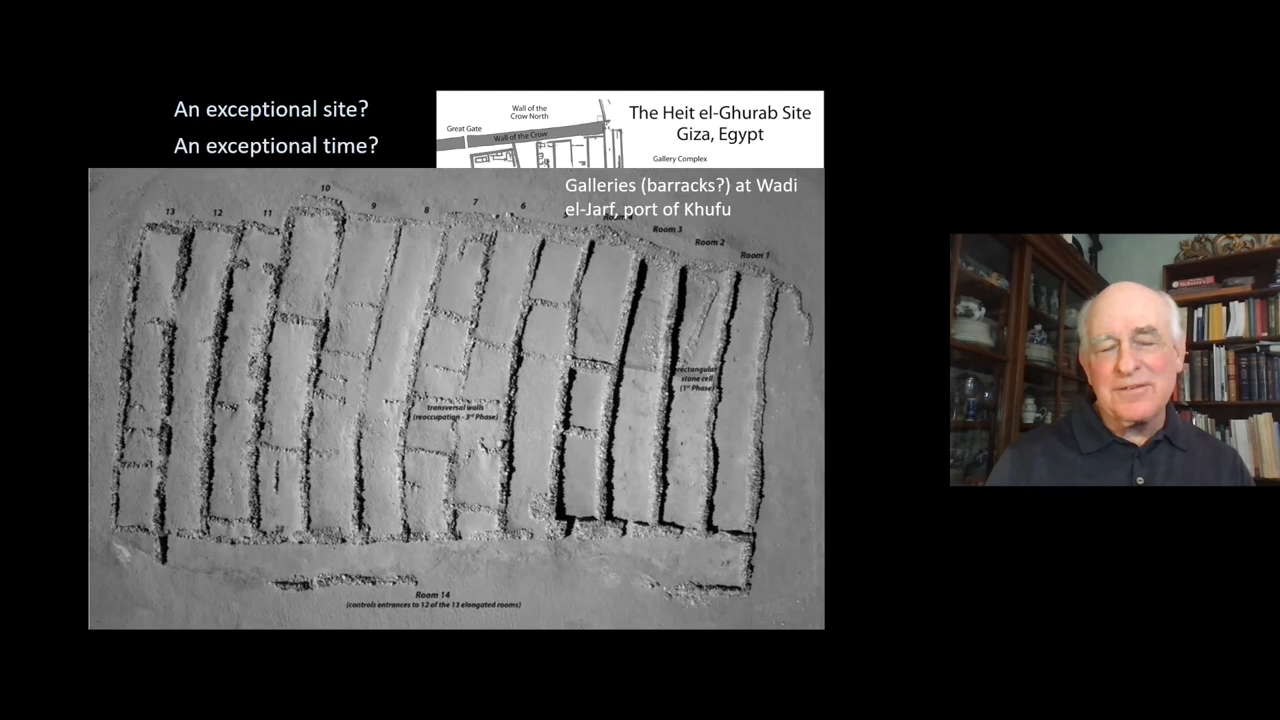 An exceptional site?
An exceptional time?
Wall of the
Crow North
Great Gate
Wall of the Crow
The Heit el-Ghurab Site
Giza, Egypt
Gallery Complex
Galleries (barracks?) at Wadi
el-Jarf, port of Khufu
13
12
11
10
9
8
7
6
Room 3
Room 2
Room 1
rectangular
stone cell
(1st Phase)
transversal walls
(reoccupation - 3rd Phase)
Room 14
(controls entrances to 12 of the 13 elongated rooms)